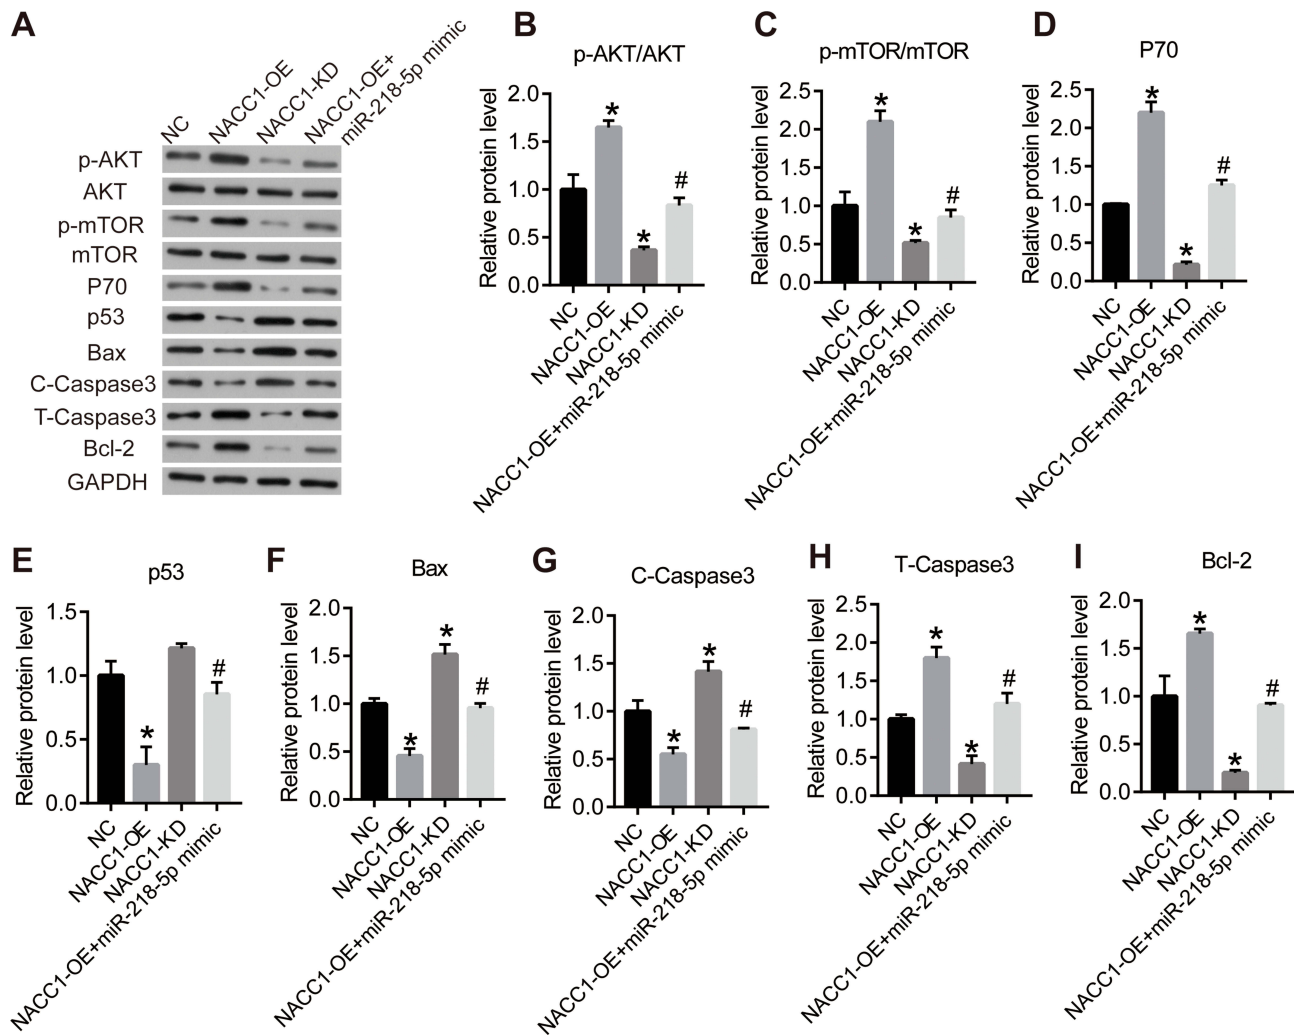 A
NC
NACC1-OE
NACC1-KD
NACC1-OE+
miR-218-5p mimic
p-AKT
AKT
p-mTOR
mTOR
P70
p53
Bax
C-Caspase3
T-Caspase3
Bcl-2
GAPDH
B
p-AKT/AKT
Relative protein level
2.0
1.5
1.0
0.5
0.0
*
*
#
NC
NACC1-OE
NACC1-KD
NACC1-OE+miR-218-5p mimic
C
p-mTOR/mTOR
Relative protein level
2.5
2.0
1.5
1.0
0.5
0.0
*
*
#
NC
NACC1-OE
NACC1-KD
NACC1-OE+miR-218-5p mimic
D
P70
Relative protein level
2.5
2.0
1.5
1.0
0.5
0.0
*
*
#
NC
NACC1-OE
NACC1-KD
NACC1-OE+miR-218-5p mimic
E
p53
Relative protein level
1.5
1.0
0.5
0.0
*
#
NC
NACC1-OE
NACC1-KD
NACC1-OE+miR-218-5p mimic
F
Bax
Relative protein level
2.0
1.5
1.0
0.5
0.0
*
*
#
NC
NACC1-OE
NACC1-KD
NACC1-OE+miR-218-5p mimic
G
C-Caspase3
Relative protein level
2.0
1.5
1.0
0.5
0.0
*
*
#
NC
NACC1-OE
NACC1-KD
NACC1-OE+miR-218-5p mimic
H
T-Caspase3
Relative protein level
2.5
2.0
1.5
1.0
0.5
0.0
*
*
#
NC
NACC1-OE
NACC1-KD
NACC1-OE+miR-218-5p mimic
I
Bcl-2
Relative protein level
2.0
1.5
1.0
0.5
0.0
*
*
#
NC
NACC1-OE
NACC1-KD
NACC1-OE+miR-218-5p mimic